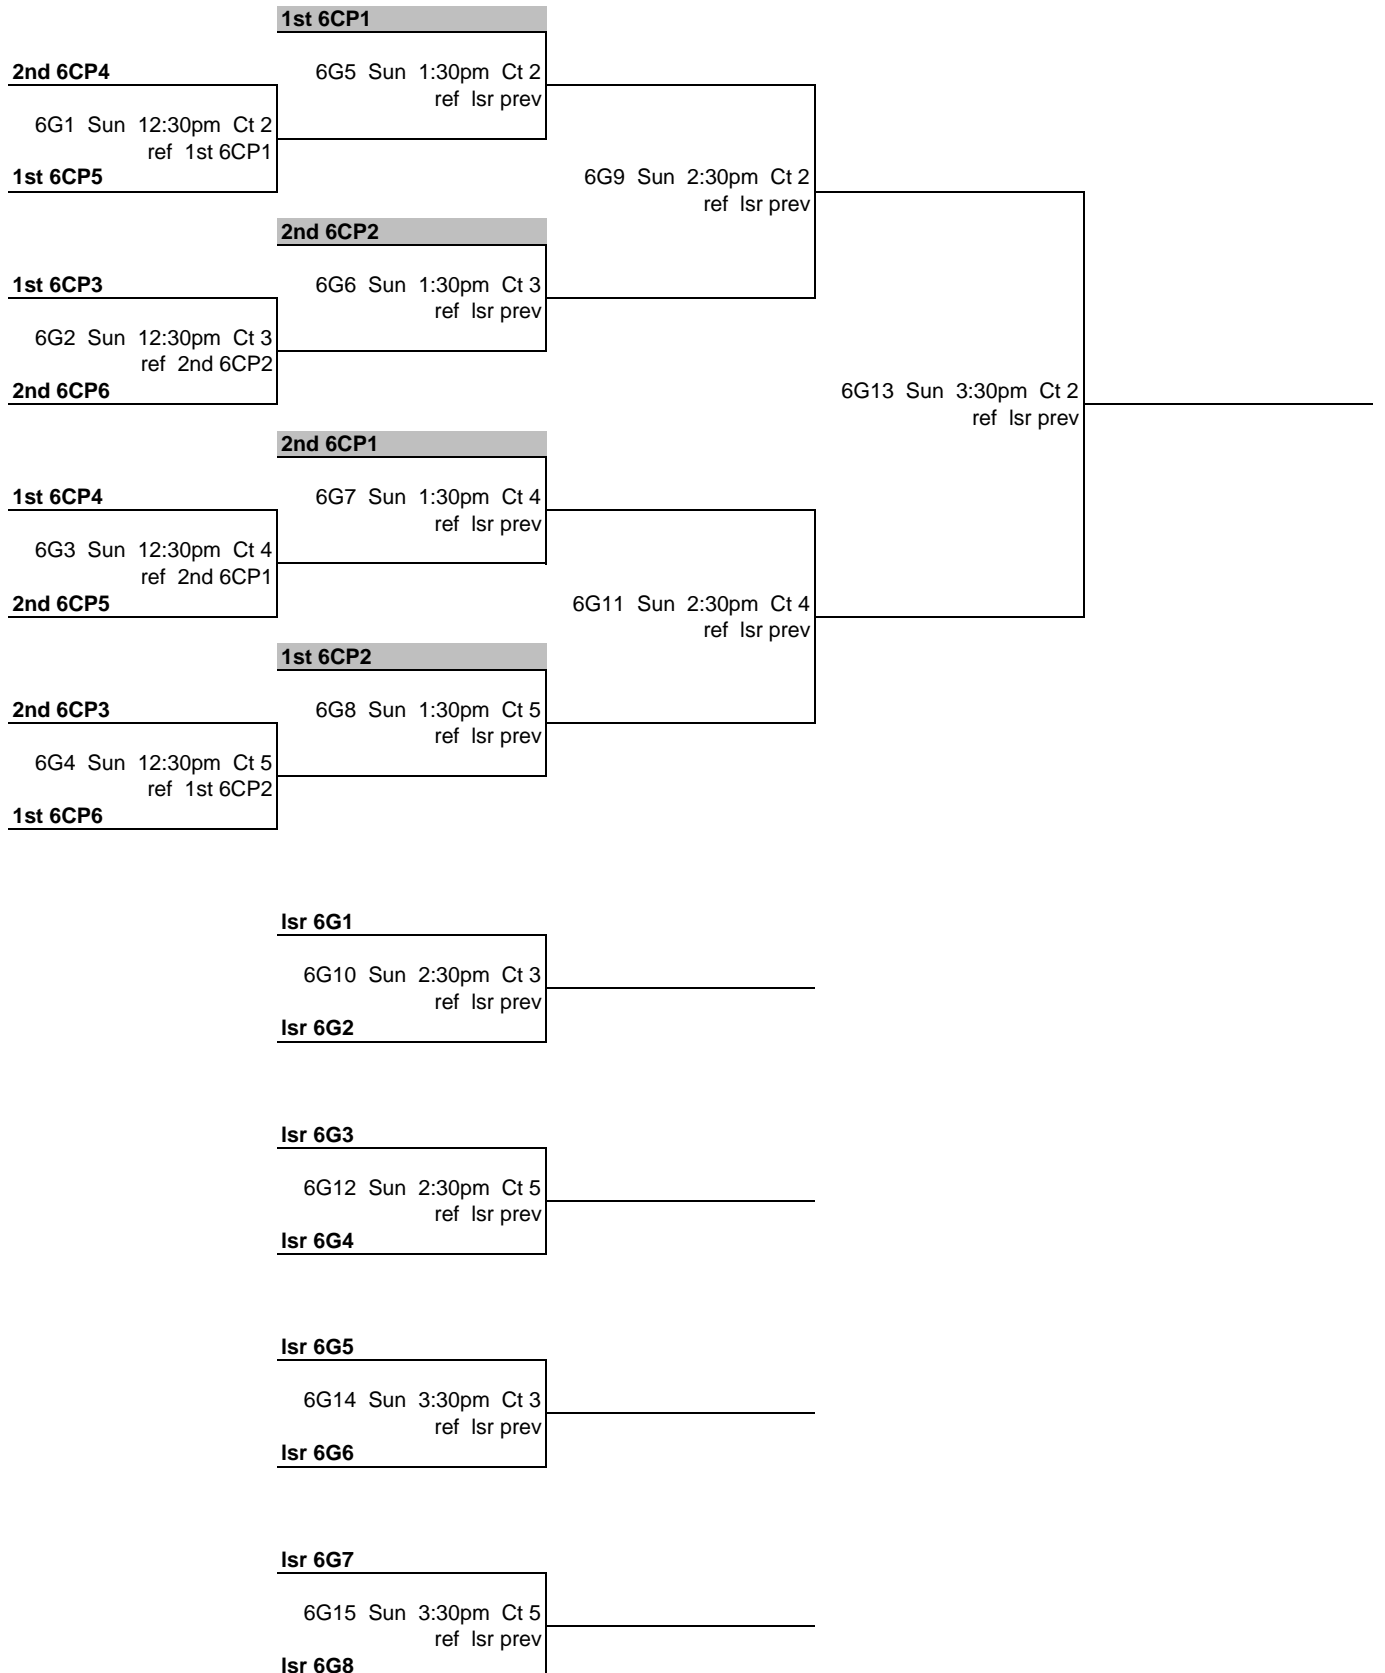 1st 6CP1
2nd 6CP4
6G5 Sun 1:30pm Ct 2
ref lsr prev
6G1 Sun 12:30pm Ct 2
ref 1st 6CP1
1st 6CP5
6G9 Sun 2:30pm Ct 2
ref lsr prev
2nd 6CP2
1st 6CP3
6G6 Sun 1:30pm Ct 3
ref lsr prev
6G2 Sun 12:30pm Ct 3
ref 2nd 6CP2
2nd 6CP6
6G13 Sun 3:30pm Ct 2
ref lsr prev
2nd 6CP1
1st 6CP4
6G7 Sun 1:30pm Ct 4
ref lsr prev
6G3 Sun 12:30pm Ct 4
ref 2nd 6CP1
2nd 6CP5
6G11 Sun 2:30pm Ct 4
ref lsr prev
1st 6CP2
2nd 6CP3
6G8 Sun 1:30pm Ct 5
ref lsr prev
6G4 Sun 12:30pm Ct 5
ref 1st 6CP2
1st 6CP6
lsr 6G1
6G10 Sun 2:30pm Ct 3
ref lsr prev
lsr 6G2
lsr 6G3
6G12 Sun 2:30pm Ct 5
ref lsr prev
lsr 6G4
lsr 6G5
6G14 Sun 3:30pm Ct 3
ref lsr prev
lsr 6G6
lsr 6G7
6G15 Sun 3:30pm Ct 5
ref lsr prev
lsr 6G8